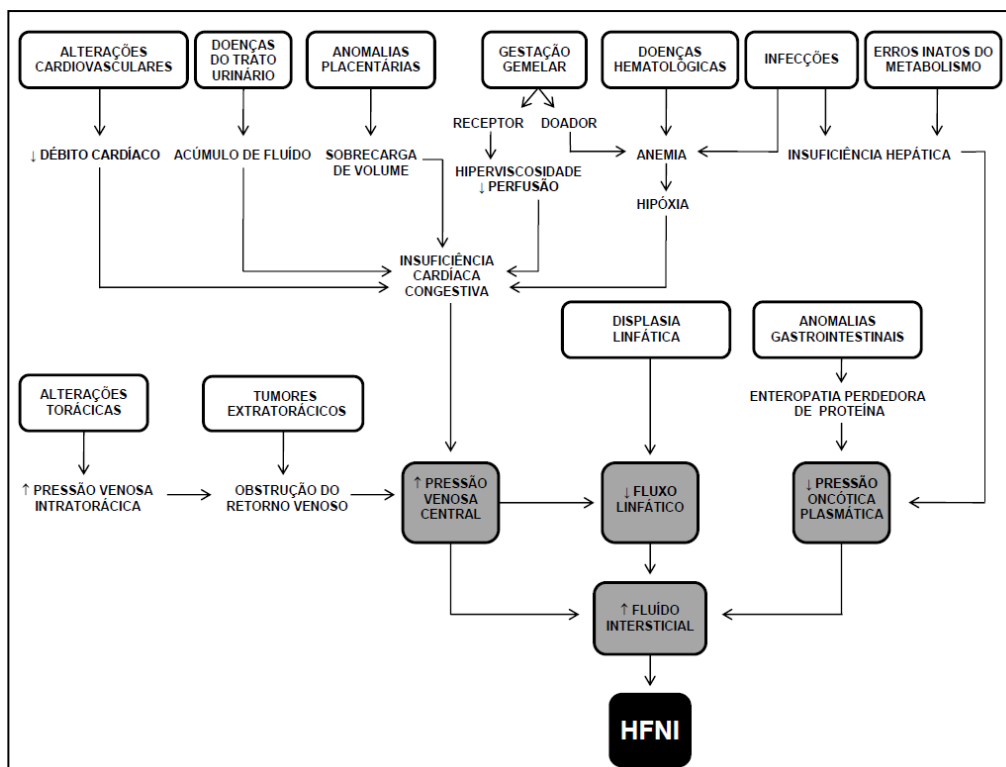 ALTERAÇÕES
CARDIOVASCULARES
DOENÇAS
DO TRATO
URINÁRIO
ANOMALIAS
PLACENTÁRIAS
GESTAÇÃO
GEMELAR
DOENÇAS
HEMATOLÓGICAS
INFECÇÕES
ERROS INATOS DO
METABOLISMO
RECEPTOR
DOADOR
↓ DÉBITO CARDÍACO
ACÚMULO DE FLUÍDO
SOBRECARGA
DE VOLUME
HIPERVISCOSIDADE
↓ PERFUSÃO
ANEMIA
INSUFICIÊNCIA HEPÁTICA
HIPÓXIA
INSUFICIÊNCIA
CARDÍACA
CONGESTIVA
DISPLASIA
LINFÁTICA
ANOMALIAS
GASTROINTESTINAIS
ALTERAÇÕES
TORÁCICAS
TUMORES
EXTRATORÁCICOS
ENTEROPATIA PERDEDORA
DE PROTEÍNA
↑ PRESSÃO VENOSA
INTRATORÁCICA
OBSTRUÇÃO DO
RETORNO VENOSO
↑ PRESSÃO
VENOSA
CENTRAL
↓ FLUXO
LINFÁTICO
↓ PRESSÃO
ONCÓTICA
PLASMÁTICA
↑ FLUÍDO
INTERSTICIAL
HFNI